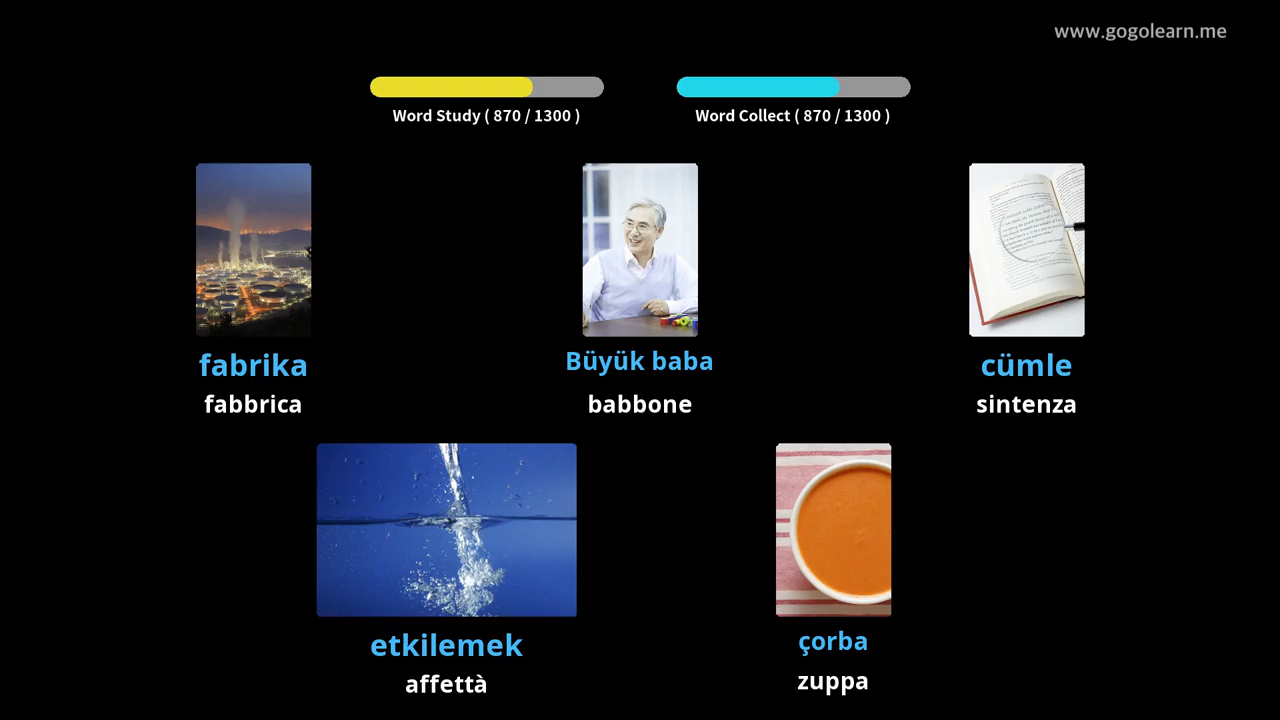 www.gogolearn.me
Word Study ( 870 / 1300 )
Word Collect ( 870 / 1300 )
fabrika
fabbrica
Büyük baba
babbone
cümle
sintenza
etkilemek
affettà
çorba
zuppa